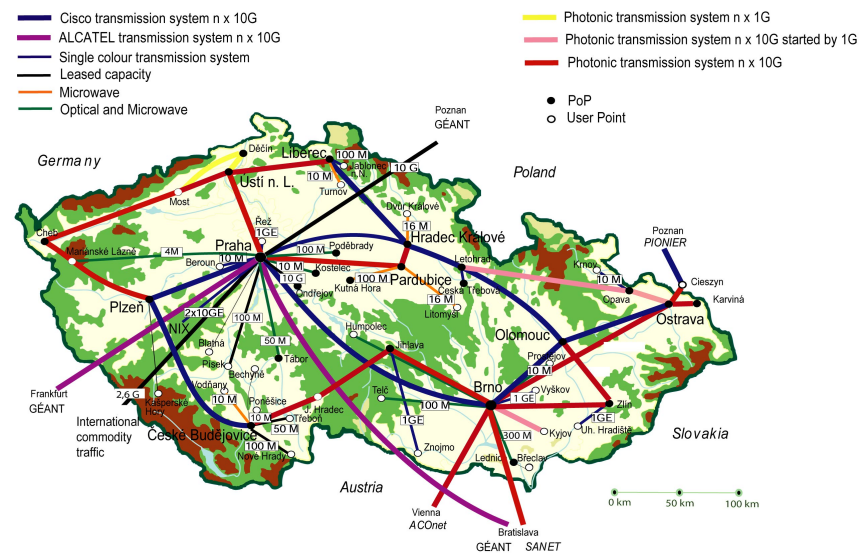 Cisco transmission system n x 10G
ALCATEL transmission system n x 10G
Single colour transmission system
Leased capacity
Microwave
Optical and Microwave
Photonic transmission system n x 1G
Photonic transmission system n x 10G started by 1G
Photonic transmission system n x 10G
PoP
User Point
Poznan
GÉANT
Germany
Děčín
Liberec
100 M
Jablonec
n.N.
10 G
Ústí n. L.
10 M
Turnov
Poland
Most
Dvůr Králové
16 M
Řež
1GE
Cheb
Mariánské Lázně
4M
Praha
100 M
Poděbrady
Hradec Králové
Letohrad
Poznan
PIONIER
Beroun
10 M
10 M
Kostelec
10 G
Ondřejov
100 M
Kutná Hora
Pardubice
Česká Třebová
Krnov
10 M
Cieszyn
Opava
Karviná
16 M
Litomyšl
Plzeň
2x10GE
NIX
100 M
Ostrava
Humpolec
Olomouc
Blatná
50 M
Jihlava
Prostějov
Písek
Tábor
Bechyně
10 M
Frankfurt
GÉANT
2,6 G
Vodňany
10 M
Telč
Brno
Vyškov
1 GE
Kašperské
Hory
Poněšice
J. Hradec
100 M
Zlín
10 M
Třeboň
1GE
1GE
International
commodity
traffic
České Budějovice
50 M
300 M
Kyjov
Uh. Hradiště
Slovakia
100 M
Nové Hrady
Znojmo
Lednice
Břeclav
Austria
0 km
50 km
100 km
Vienna
ACOnet
Bratislava
GÉANT
SANET